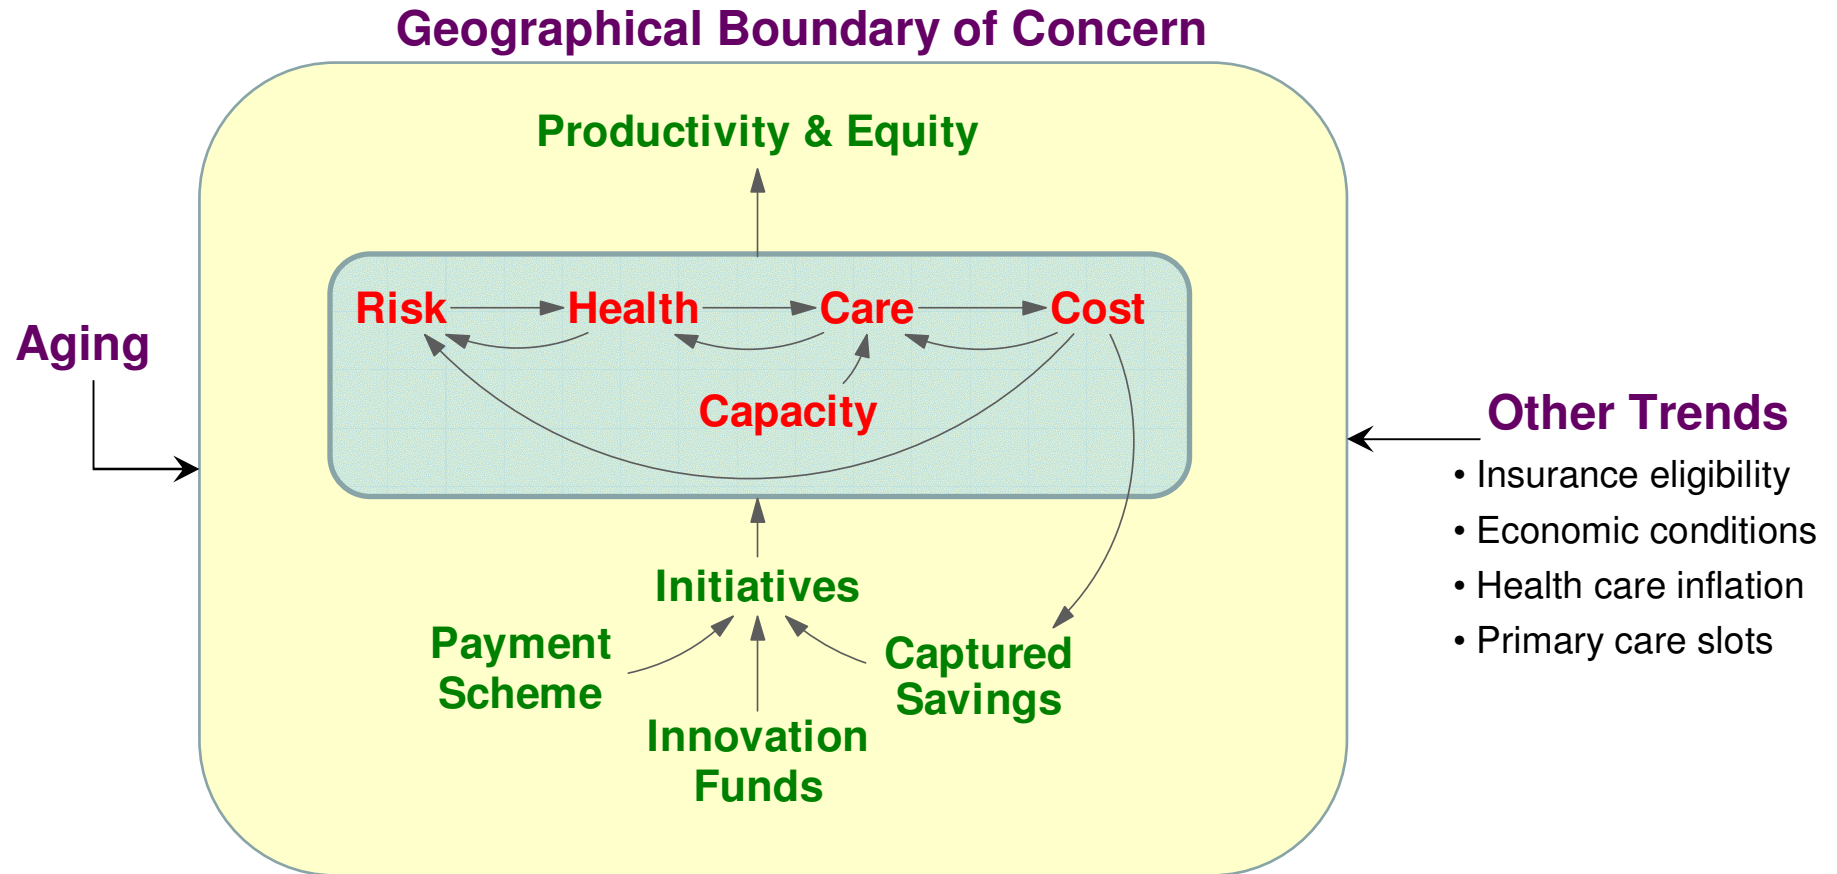 Geographical Boundary of Concern
Productivity & Equity
Risk
Health
Care
Cost
Capacity
Aging
Other Trends
• Insurance eligibility
• Economic conditions
• Health care inflation
• Primary care slots
Initiatives
Payment
Scheme
Captured
Savings
Innovation
Funds